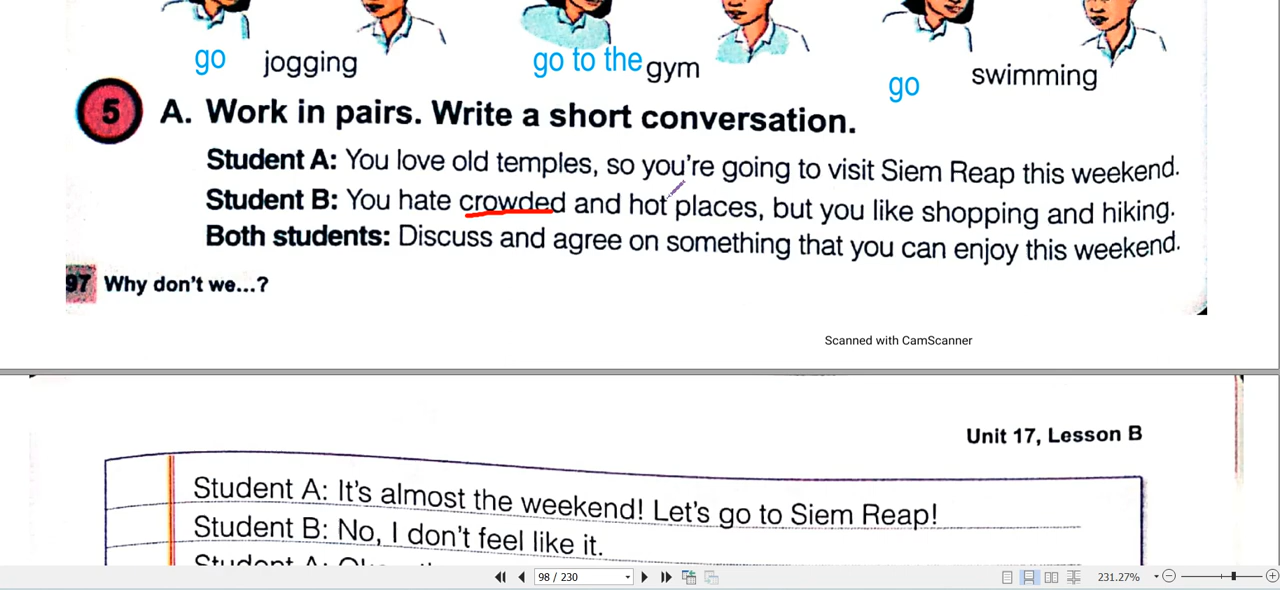 go jogging go to the gym go swimming
5 A. Work in pairs. Write a short conversation.
Student A: You love old temples, so you're going to visit Siem Reap this weekend.
Student B: You hate crowded and hot places, but you like shopping and hiking.
Both students: Discuss and agree on something that you can enjoy this weekend.
97 Why don't we...?
Scanned with CamScanner
Unit 17, Lesson B
Student A: It's almost the weekend! Let's go to Siem Reap!
Student B: No, I don't feel like it.
Student A:
98 / 230
231.27%